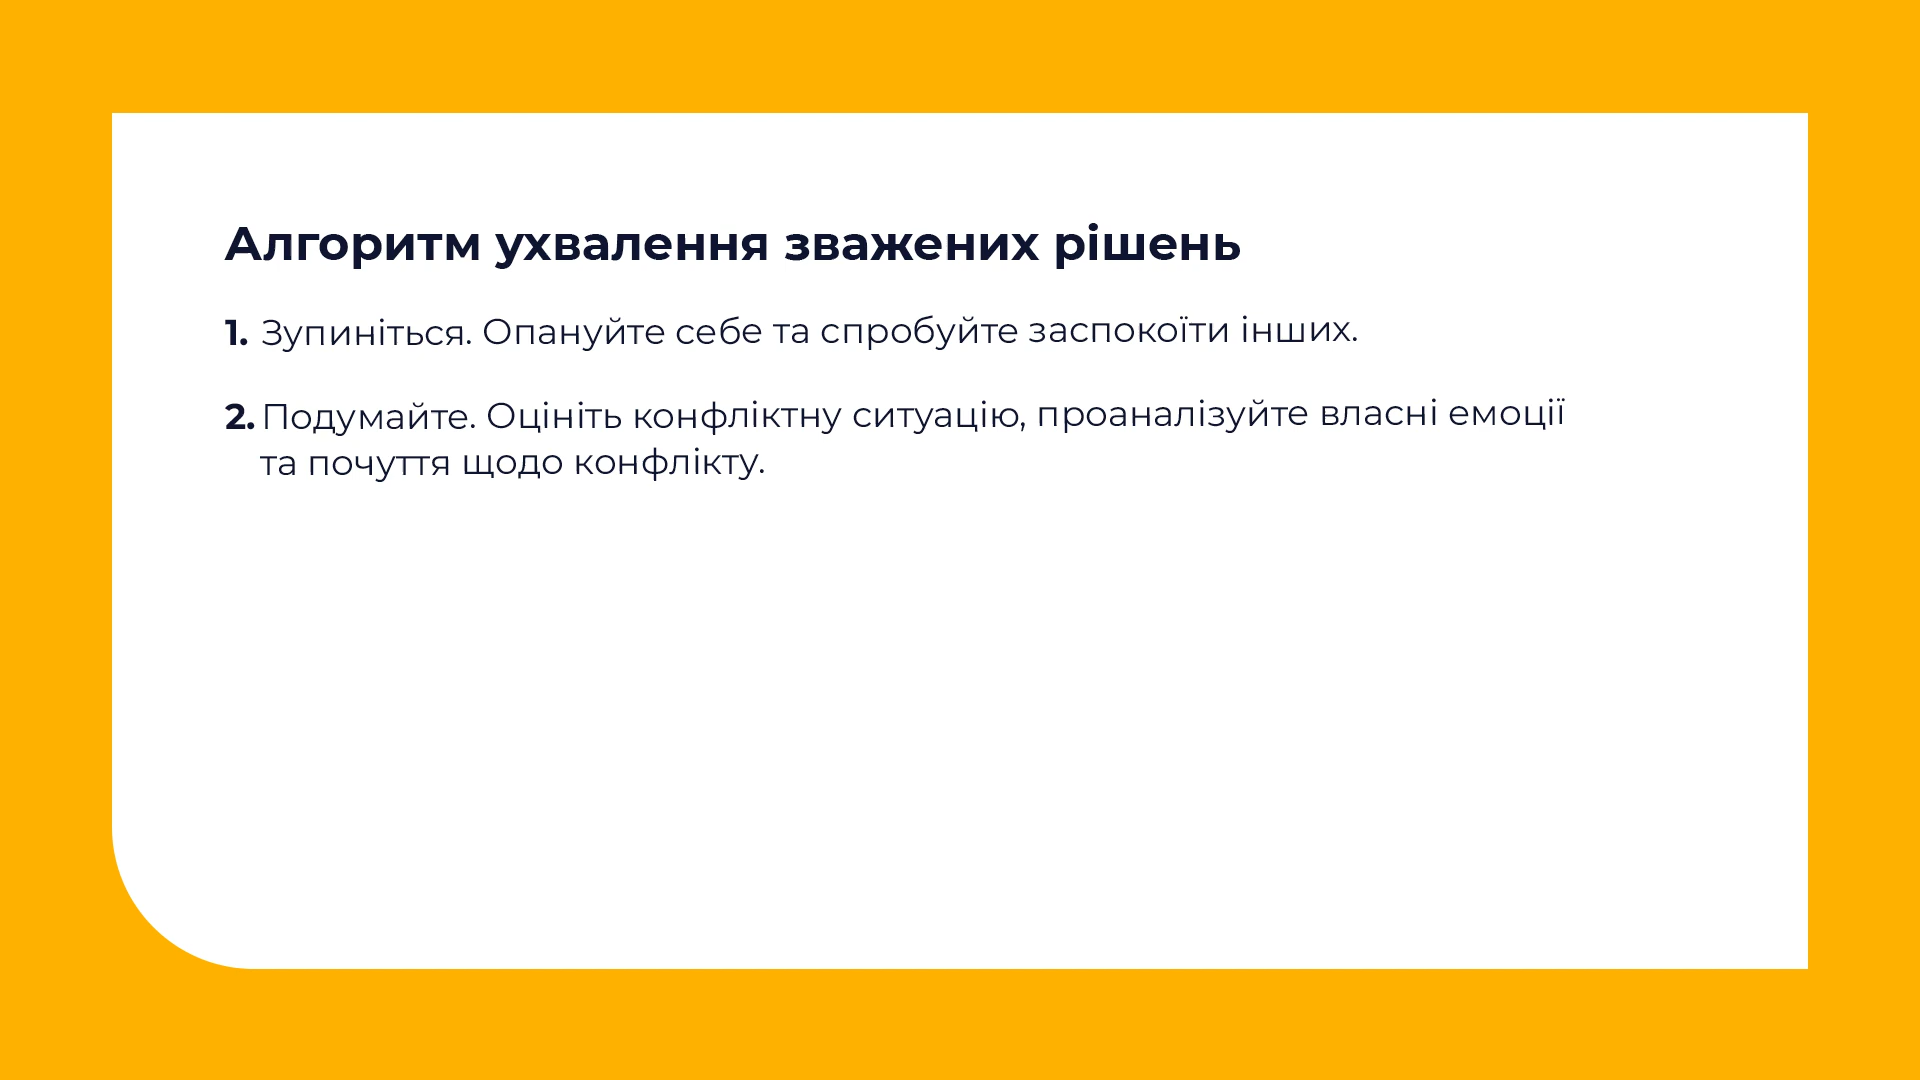 Алгоритм ухвалення зважених рішень
1. Зупиніться. Опануйте себе та спробуйте заспокоїти інших.
2. Подумайте. Оцініть конфліктну ситуацію, проаналізуйте власні емоції
та почуття щодо конфлікту.